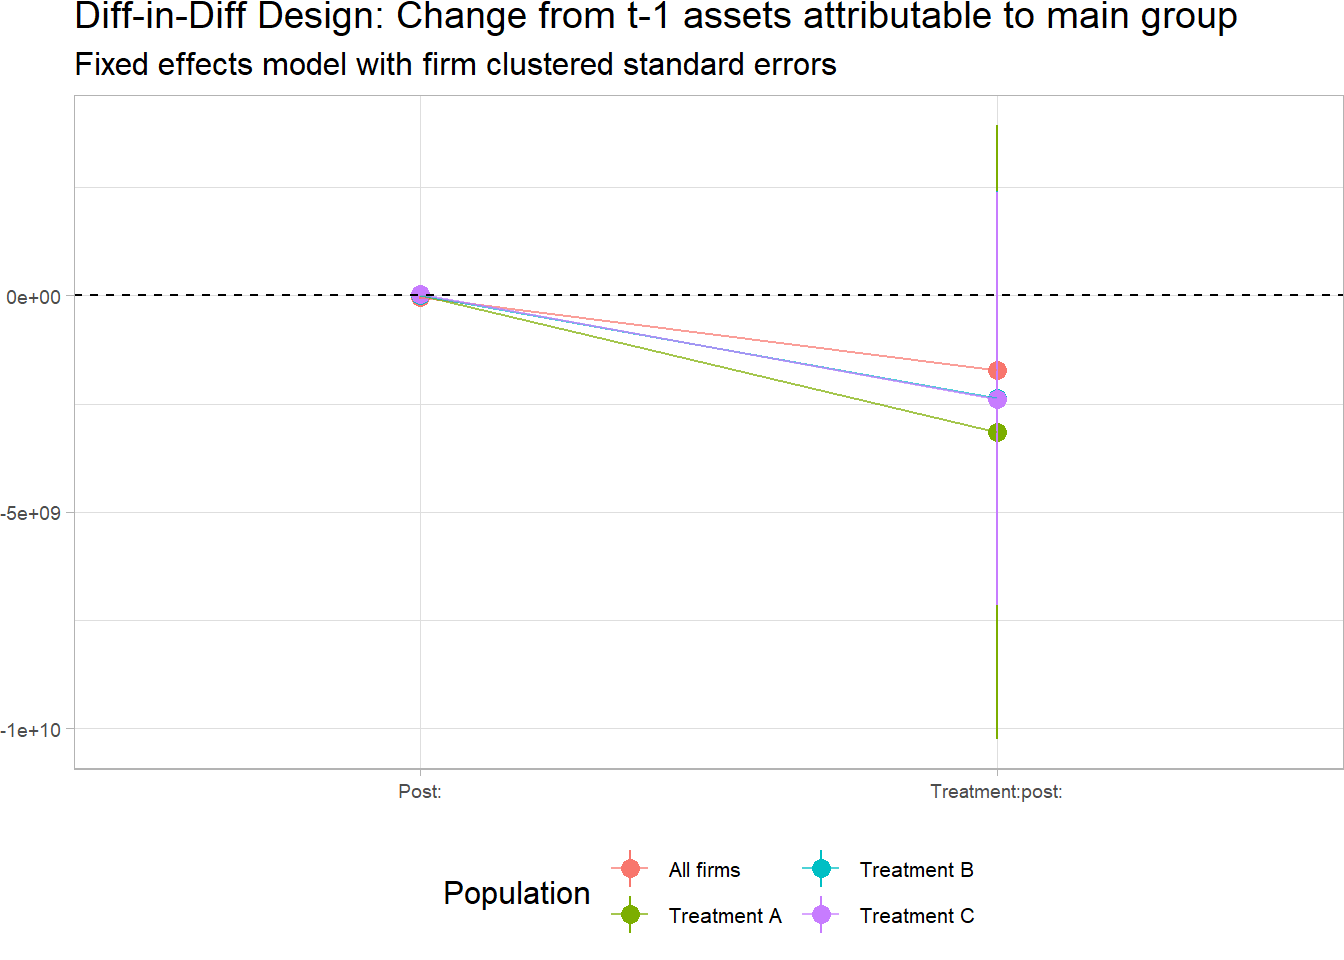 Diff-in-Diff Design: Change from t-1 assets attributable to main group
Fixed effects model with firm clustered standard errors
0e+00
-5e+09
-1e+10
Post:
Treatment:post:
Population
All firms
Treatment B
Treatment A
Treatment C